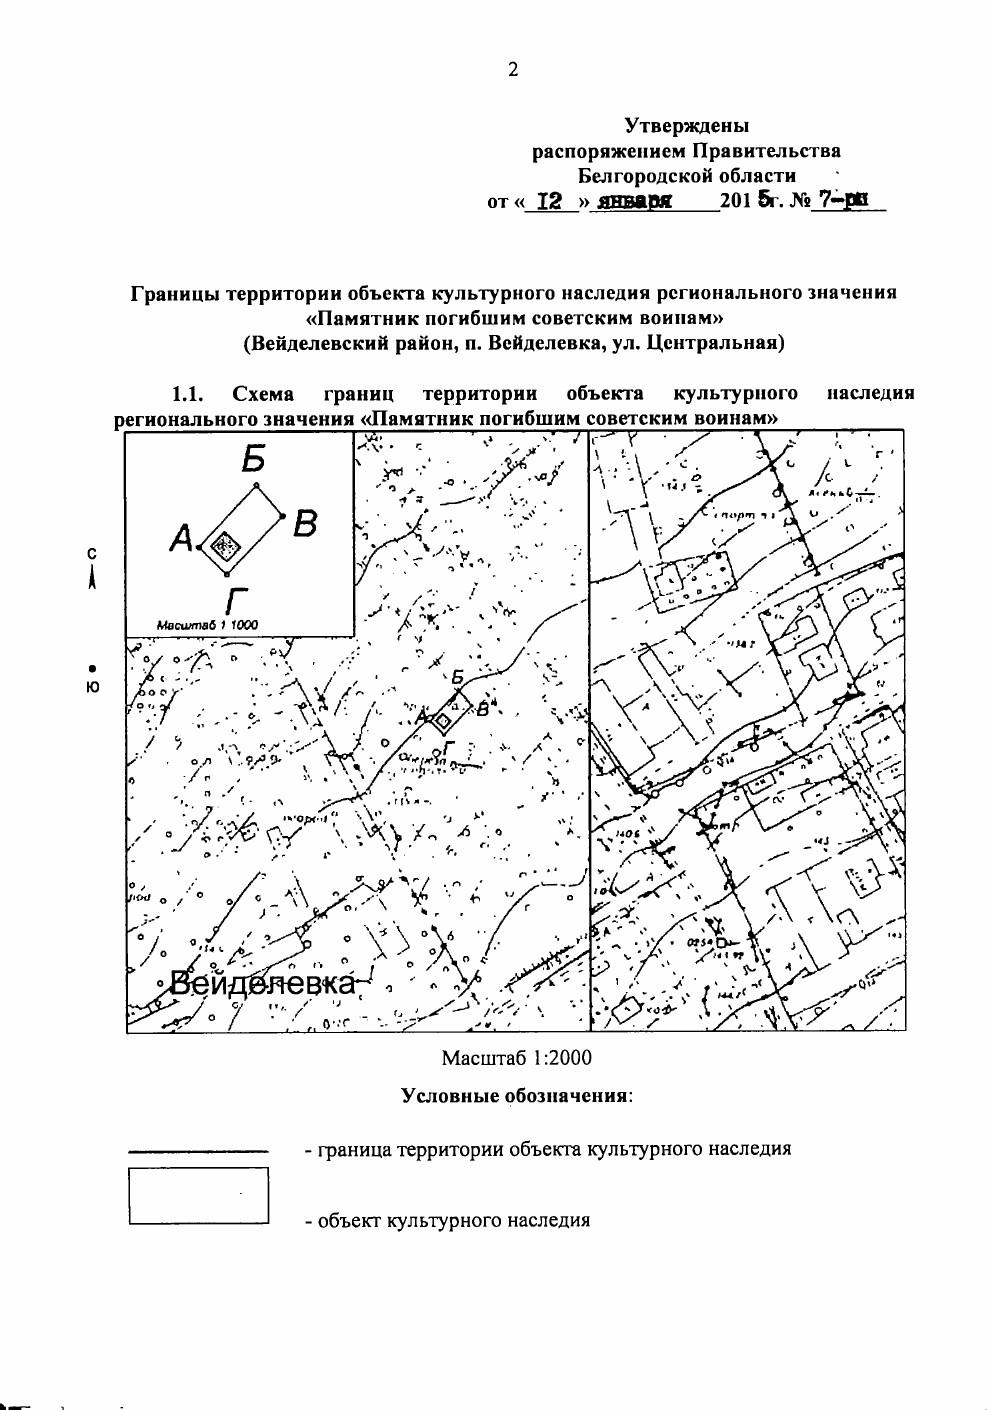 2
Утверждены
распоряжением Правительства
Белгородской области
от « 12 » января 2015г. № 7-рп
Границы территории объекта культурного наследия регионального значения
«Памятник погибшим советским воинам»
(Вейделевский район, п. Вейделевка, ул. Центральная)
1.1. Схема границ территории объекта культурного наследия
регионального значения «Памятник погибшим советским воинам»
Б
А
В
Г
Масштаб 1 1000
С
Ю
Б
А
В
Г
Вейделевка
Масштаб 1:2000
Условные обозначения:
- граница территории объекта культурного наследия
- объект культурного наследия